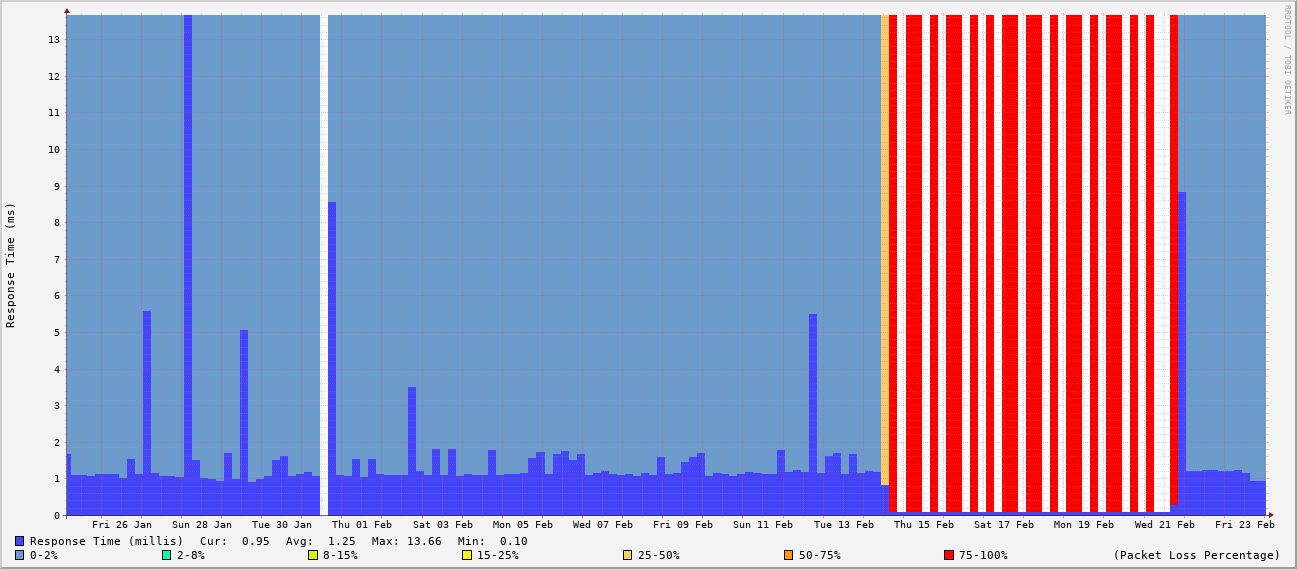 RRDTOOL / TOBI OETIKER
Response Time (ms)
13
12
11
10
9
8
7
6
5
4
3
2
1
0
Fri 26 Jan Sun 28 Jan Tue 30 Jan Thu 01 Feb Sat 03 Feb Mon 05 Feb Wed 07 Feb Fri 09 Feb Sun 11 Feb Tue 13 Feb Thu 15 Feb Sat 17 Feb Mon 19 Feb Wed 21 Feb Fri 23 Feb
Response Time (millis) Cur: 0.95 Avg: 1.25 Max: 13.66 Min: 0.10
0-2% 2-8% 8-15% 15-25% 25-50% 50-75% 75-100% (Packet Loss Percentage)